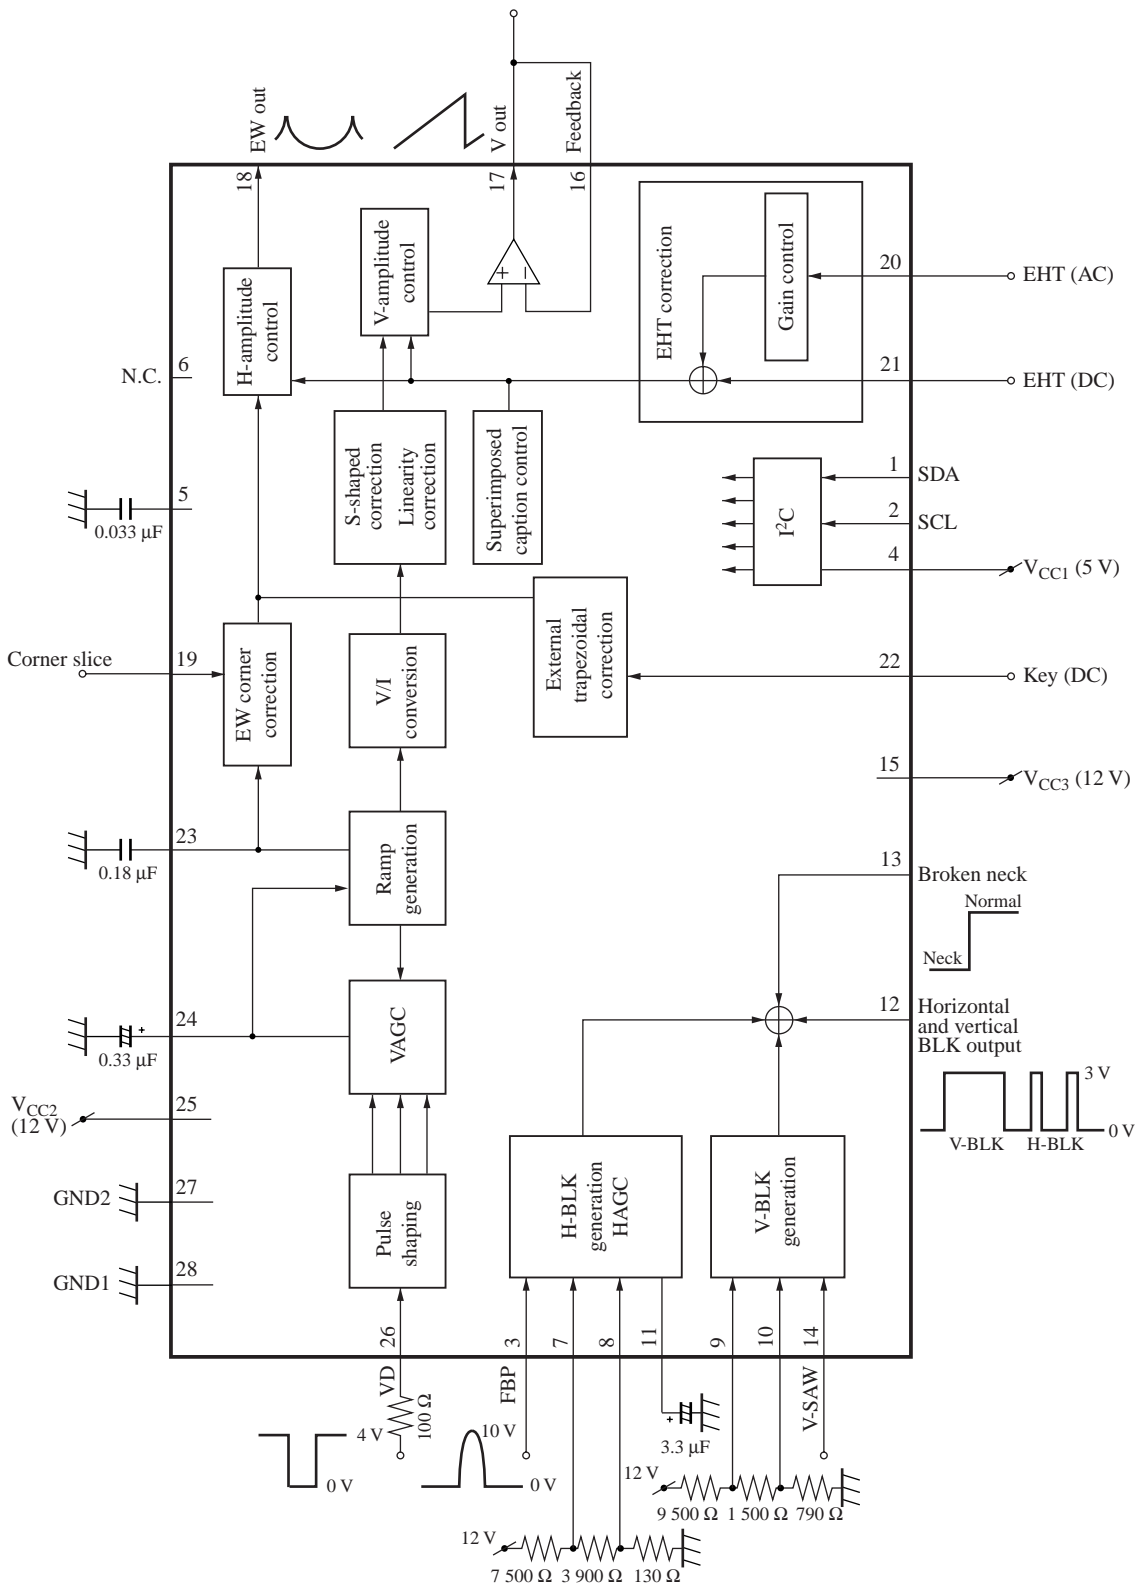 EW out
V out
Feedback
18
17
16
V-amplitude
control
+
−
H-amplitude
control
EHT correction
Gain control
20
EHT (AC)
21
EHT (DC)
6
N.C.
S-shaped
correction
Linearity
correction
Superimposed
caption control
I²C
1
SDA
2
SCL
4
VCC1 (5 V)
5
0.033 µF
19
Corner slice
EW corner
correction
V/I
conversion
External
trapezoidal
correction
22
Key (DC)
15
VCC3 (12 V)
23
0.18 µF
Ramp
generation
13
Broken neck
Normal
Neck
24
+
0.33 µF
VAGC
12
Horizontal
and vertical
BLK output
3 V
0 V
V-BLK
H-BLK
VCC2
(12 V)
25
GND2
27
GND1
28
Pulse
shaping
H-BLK
generation
HAGC
V-BLK
generation
26
3
7
8
11
9
10
14
VD
FBP
V-SAW
100 Ω
4 V
0 V
10 V
0 V
+
3.3 µF
12 V
9 500 Ω
1 500 Ω
790 Ω
12 V
7 500 Ω
3 900 Ω
130 Ω